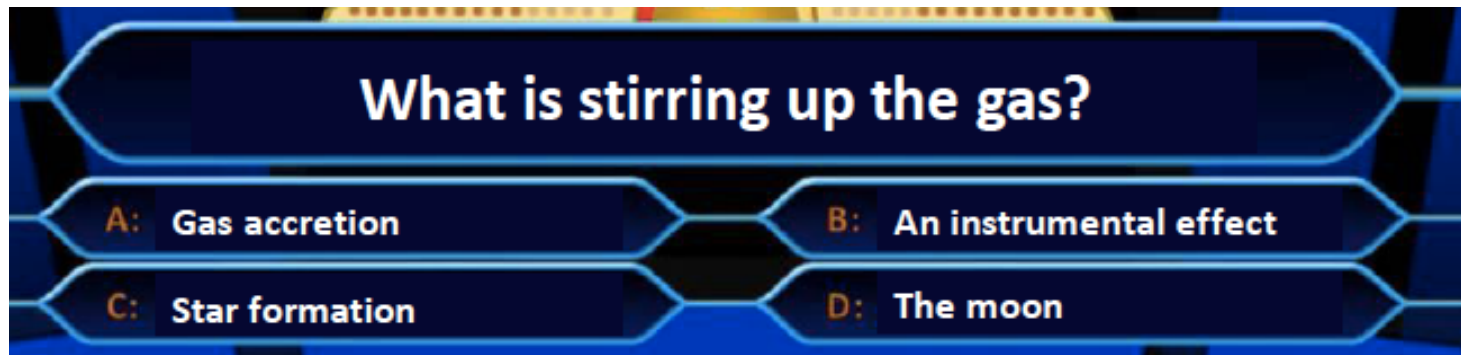 What is stirring up the gas?
A: Gas accretion
B: An instrumental effect
C: Star formation
D: The moon